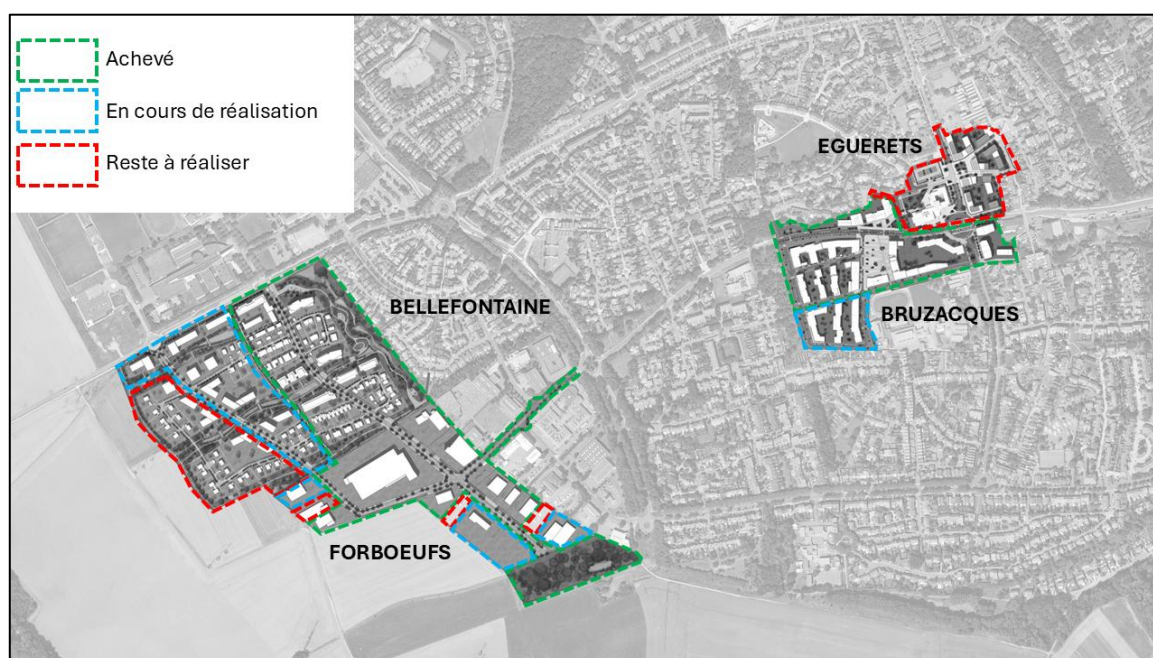 Achevé
En cours de réalisation
Reste à réaliser
EGUERETS
BELLEFONTAINE
BRUZACQUES
FORBOEUFS